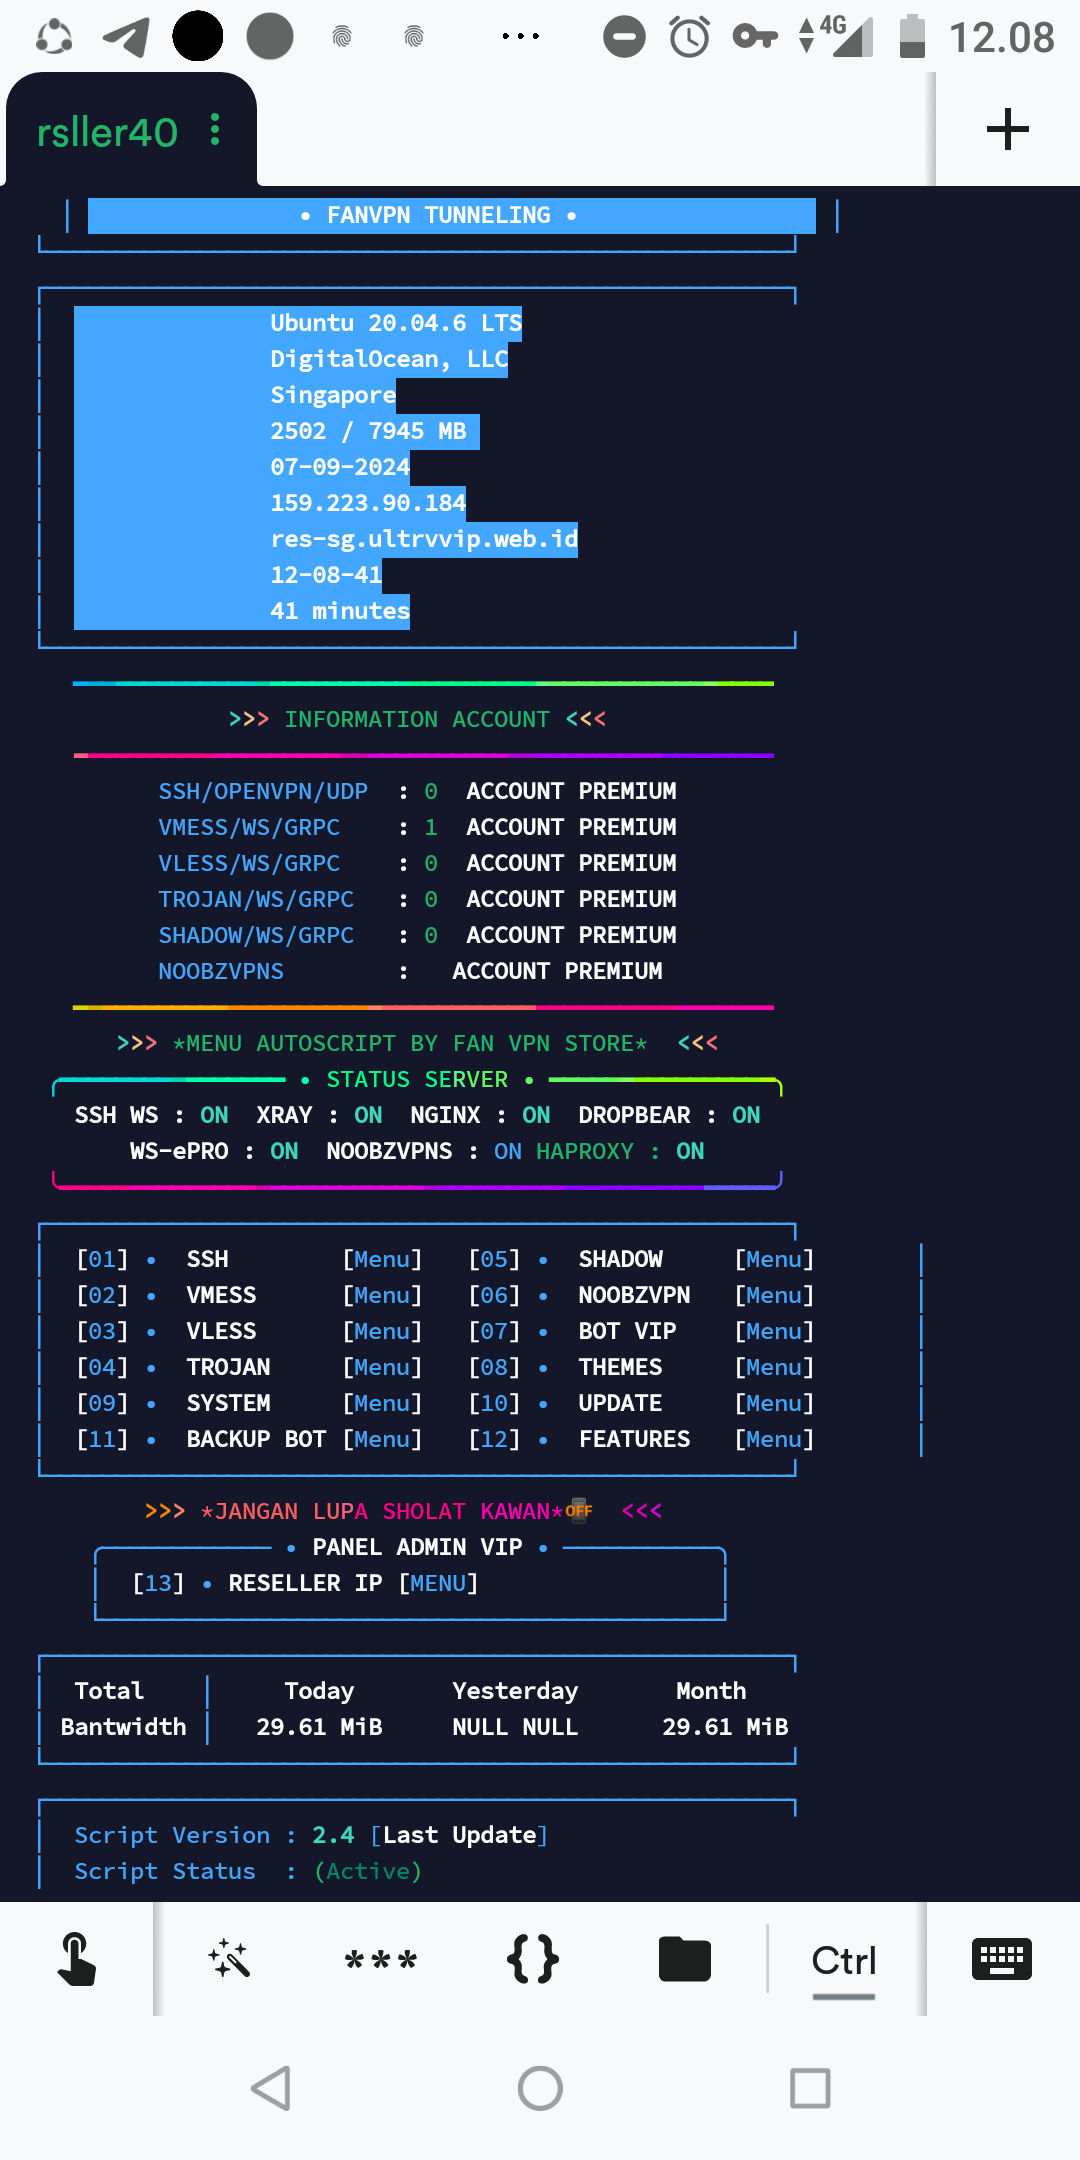 12.08
4G
rsller40
• FANVPN TUNNELING •
Ubuntu 20.04.6 LTS
DigitalOcean, LLC
Singapore
2502 / 7945 MB
07-09-2024
159.223.90.184
res-sg.ultrvvip.web.id
12-08-41
41 minutes
>>> INFORMATION ACCOUNT <<<
SSH/OPENVPN/UDP : 0 ACCOUNT PREMIUM
VMESS/WS/GRPC : 1 ACCOUNT PREMIUM
VLESS/WS/GRPC : 0 ACCOUNT PREMIUM
TROJAN/WS/GRPC : 0 ACCOUNT PREMIUM
SHADOW/WS/GRPC : 0 ACCOUNT PREMIUM
NOOBZVPNS : ACCOUNT PREMIUM
>>> *MENU AUTOSCRIPT BY FAN VPN STORE* <<<
• STATUS SERVER •
SSH WS : ON XRAY : ON NGINX : ON DROPBEAR : ON
WS-ePRO : ON NOOBZVPNS : ON HAPROXY : ON
[01] • SSH [Menu] [05] • SHADOW [Menu]
[02] • VMESS [Menu] [06] • NOOBZVPN [Menu]
[03] • VLESS [Menu] [07] • BOT VIP [Menu]
[04] • TROJAN [Menu] [08] • THEMES [Menu]
[09] • SYSTEM [Menu] [10] • UPDATE [Menu]
[11] • BACKUP BOT [Menu] [12] • FEATURES [Menu]
>>> *JANGAN LUPA SHOLAT KAWAN* OFF <<<
• PANEL ADMIN VIP •
[13] • RESELLER IP [MENU]
Total Today Yesterday Month
Bantwidth 29.61 MiB NULL NULL 29.61 MiB
Script Version : 2.4 [Last Update]
Script Status : (Active)
*** {} Ctrl